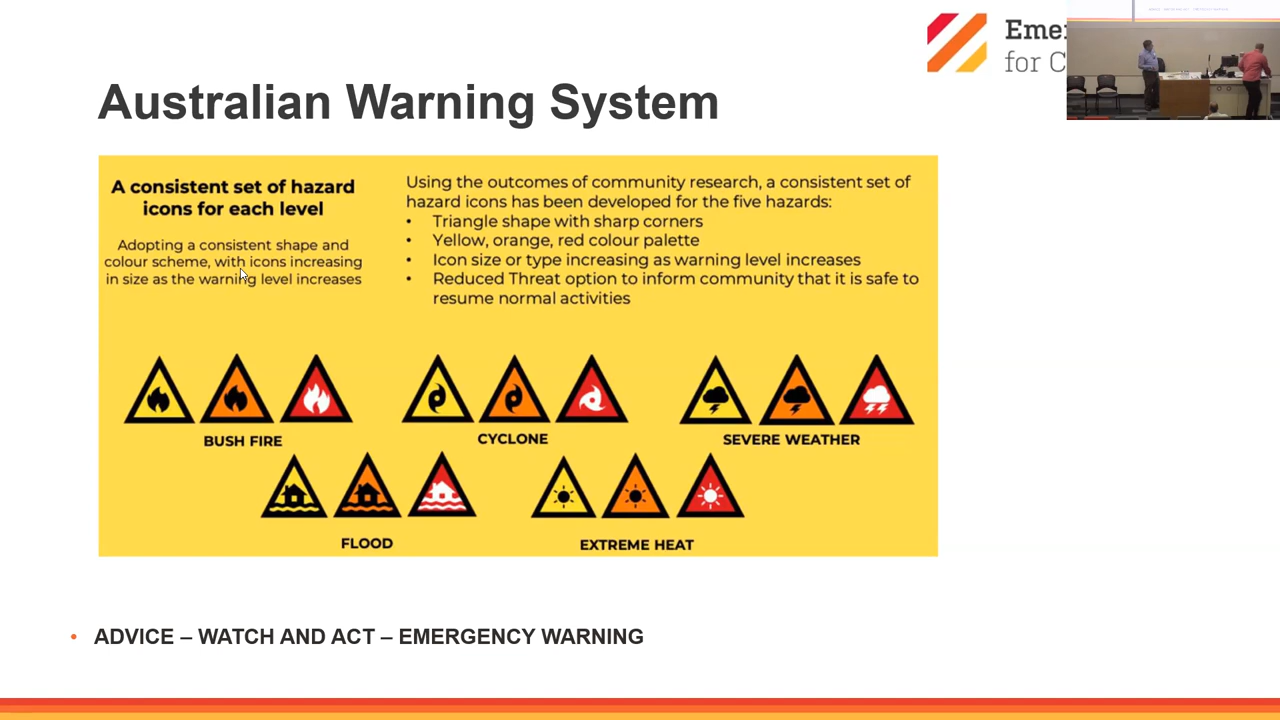 Australian Warning System
A consistent set of hazard
icons for each level
Adopting a consistent shape and
colour scheme, with icons increasing
in size as the warning level increases
Using the outcomes of community research, a consistent set of
hazard icons has been developed for the five hazards:
• Triangle shape with sharp corners
• Yellow, orange, red colour palette
• Icon size or type increasing as warning level increases
• Reduced Threat option to inform community that it is safe to
resume normal activities
BUSH FIRE
CYCLONE
SEVERE WEATHER
FLOOD
EXTREME HEAT
• ADVICE – WATCH AND ACT – EMERGENCY WARNING
for